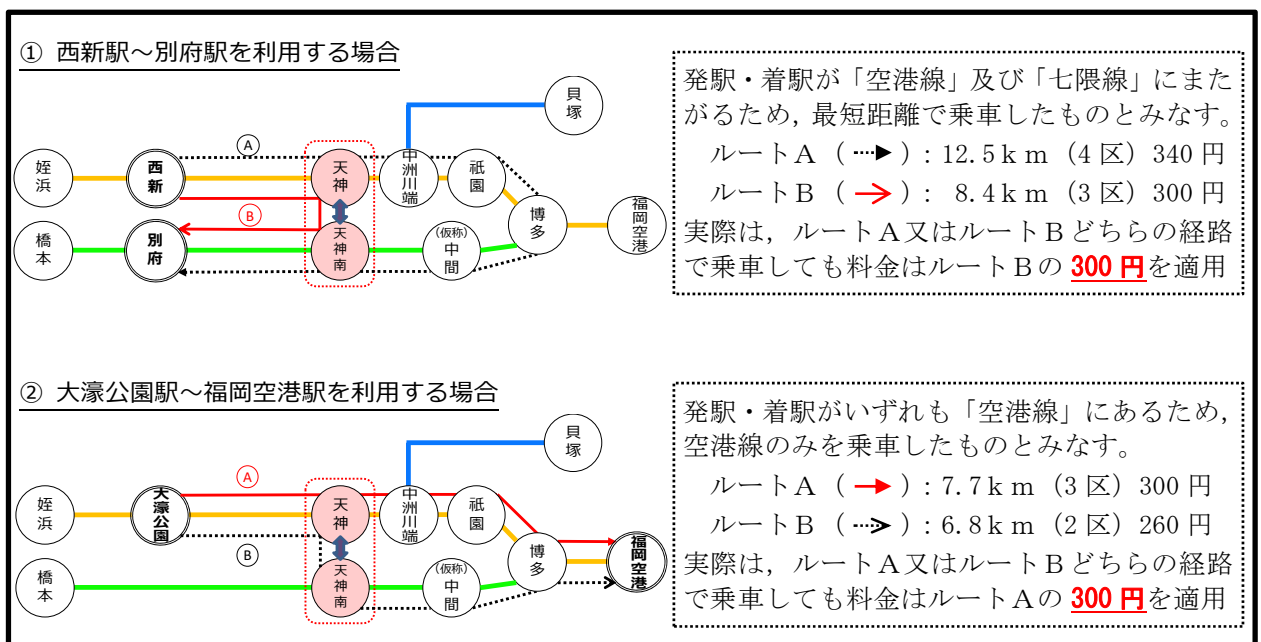 ① 西新駅～別府駅を利用する場合
貝塚
Ⓐ
姪浜
西新
天神
中洲川端
祇園
Ⓑ
博多
福岡空港
橋本
別府
天神南
(仮称)中間
発駅・着駅が「空港線」及び「七隈線」にまた
がるため，最短距離で乗車したものとみなす。
ルートA（ ）：12.5ｋｍ（4区）340円
ルートB（ ）： 8.4ｋｍ（3区）300円
実際は，ルートA又はルートBどちらの経路
で乗車しても料金はルートBの 300 円を適用
② 大濠公園駅～福岡空港駅を利用する場合
貝塚
Ⓐ
姪浜
大濠公園
天神
中洲川端
祇園
Ⓑ
博多
福岡空港
橋本
天神南
(仮称)中間
発駅・着駅がいずれも「空港線」にあるため，
空港線のみを乗車したものとみなす。
ルートA（ ）：7.7ｋｍ（3区）300円
ルートB（ ）：6.8ｋｍ（2区）260円
実際は，ルートA又はルートBどちらの経路
で乗車しても料金はルートAの 300 円を適用